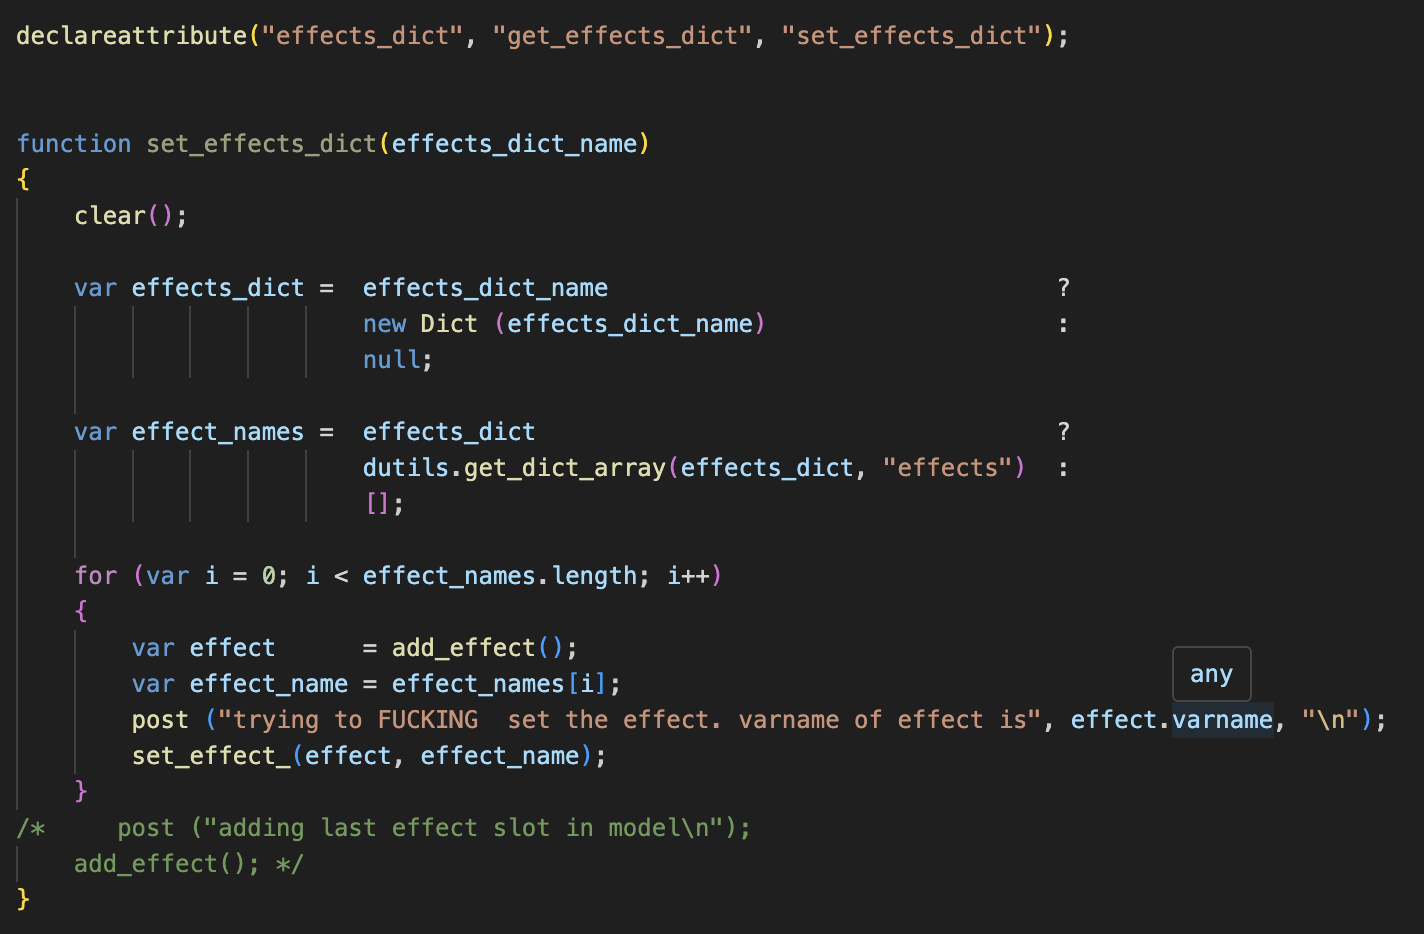 declareattribute("effects_dict", "get_effects_dict", "set_effects_dict");
function set_effects_dict(effects_dict_name)
{
clear();
var effects_dict = effects_dict_name ?
new Dict (effects_dict_name) :
null;
var effect_names = effects_dict ?
dutils.get_dict_array(effects_dict, "effects") :
[];
for (var i = 0; i < effect_names.length; i++)
{
var effect = add_effect();
var effect_name = effect_names[i];
any
post ("trying to FUCKING  set the effect. varname of effect is", effect.varname, "\n");
set_effect_(effect, effect_name);
}
/* post ("adding last effect slot in model\n");
add_effect(); */
}